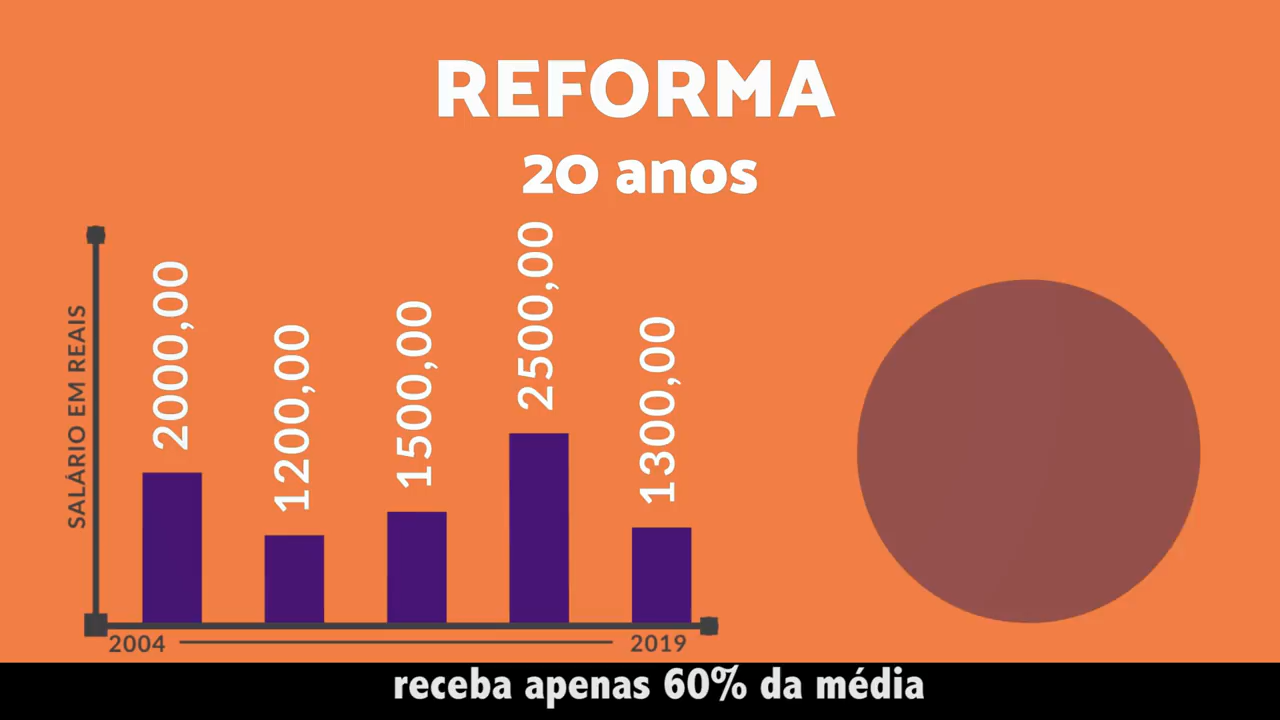 REFORMA
20 anos
SALÁRIO EM REAIS
2000,00
1200,00
1500,00
2500,00
1300,00
2004
2019
receba apenas 60% da média